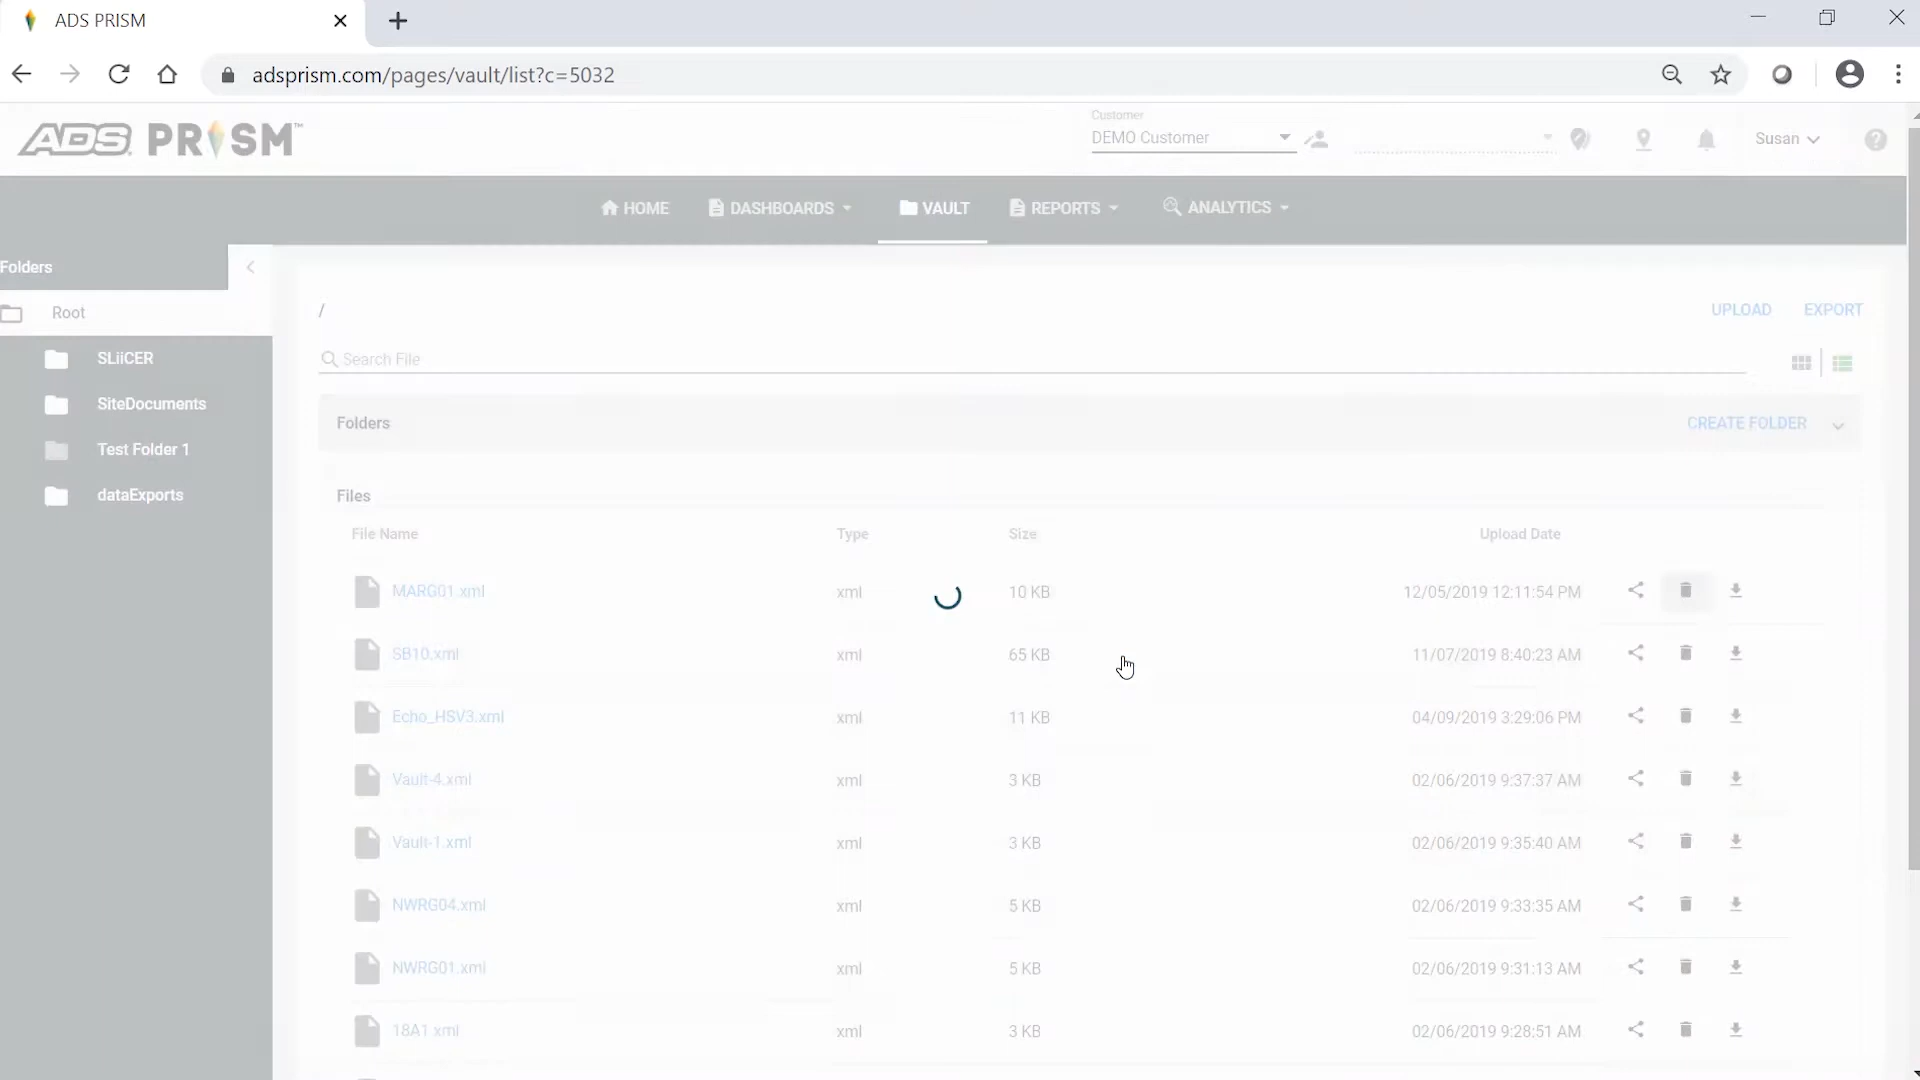 ADS PRISM
adsprism.com/pages/vault/list?c=5032
ADS PRISM™
Customer
DEMO Customer
Susan
HOME
DASHBOARDS
VAULT
REPORTS
ANALYTICS
Folders
Root
SLiiCER
SiteDocuments
Test Folder 1
dataExports
/
UPLOAD
EXPORT
Search File
Folders
CREATE FOLDER
Files
File Name Type Size Upload Date
MARG01.xml xml 10 KB 12/05/2019 12:11:54 PM
SB10.xml xml 65 KB 11/07/2019 8:40:23 AM
Echo_HSV3.xml xml 11 KB 04/09/2019 3:29:06 PM
Vault-4.xml xml 3 KB 02/06/2019 9:37:37 AM
Vault-1.xml xml 3 KB 02/06/2019 9:35:40 AM
NWRG04.xml xml 5 KB 02/06/2019 9:33:35 AM
NWRG01.xml xml 5 KB 02/06/2019 9:31:13 AM
18A1.xml xml 3 KB 02/06/2019 9:28:51 AM